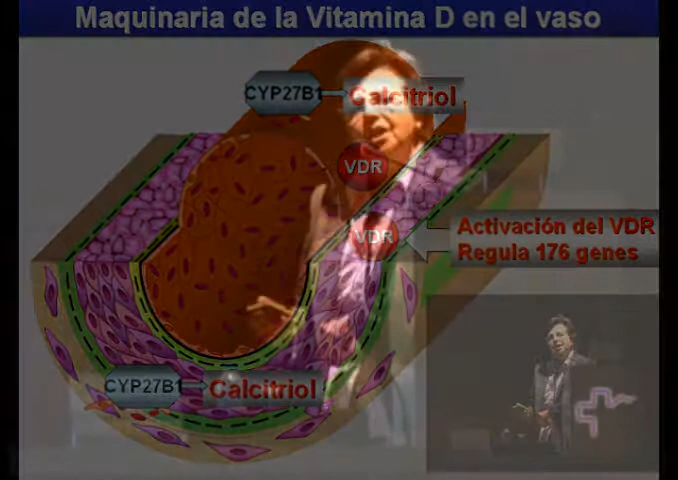 Maquinaria de la Vitamina D en el vaso
CYP27B1
Calcitriol
VDR
VDR
Activación del VDR
Regula 176 genes
CYP27B1
Calcitriol